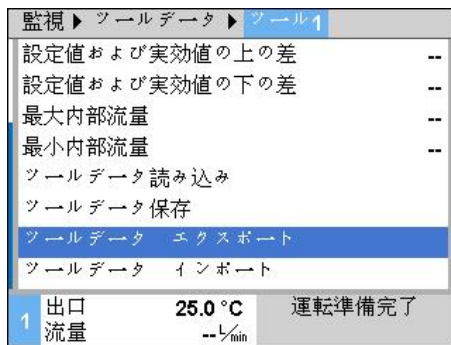 監視 ▶ ツールデータ ▶ ツール1
設定値および実効値の上の差 --
設定値および実効値の下の差 --
最大内部流量 --
最小内部流量 --
ツールデータ読み込み
ツールデータ保存
ツールデータ エクスポート
ツールデータ インポート
1
出口 25.0 °C 運転準備完了
流量 -- L/min